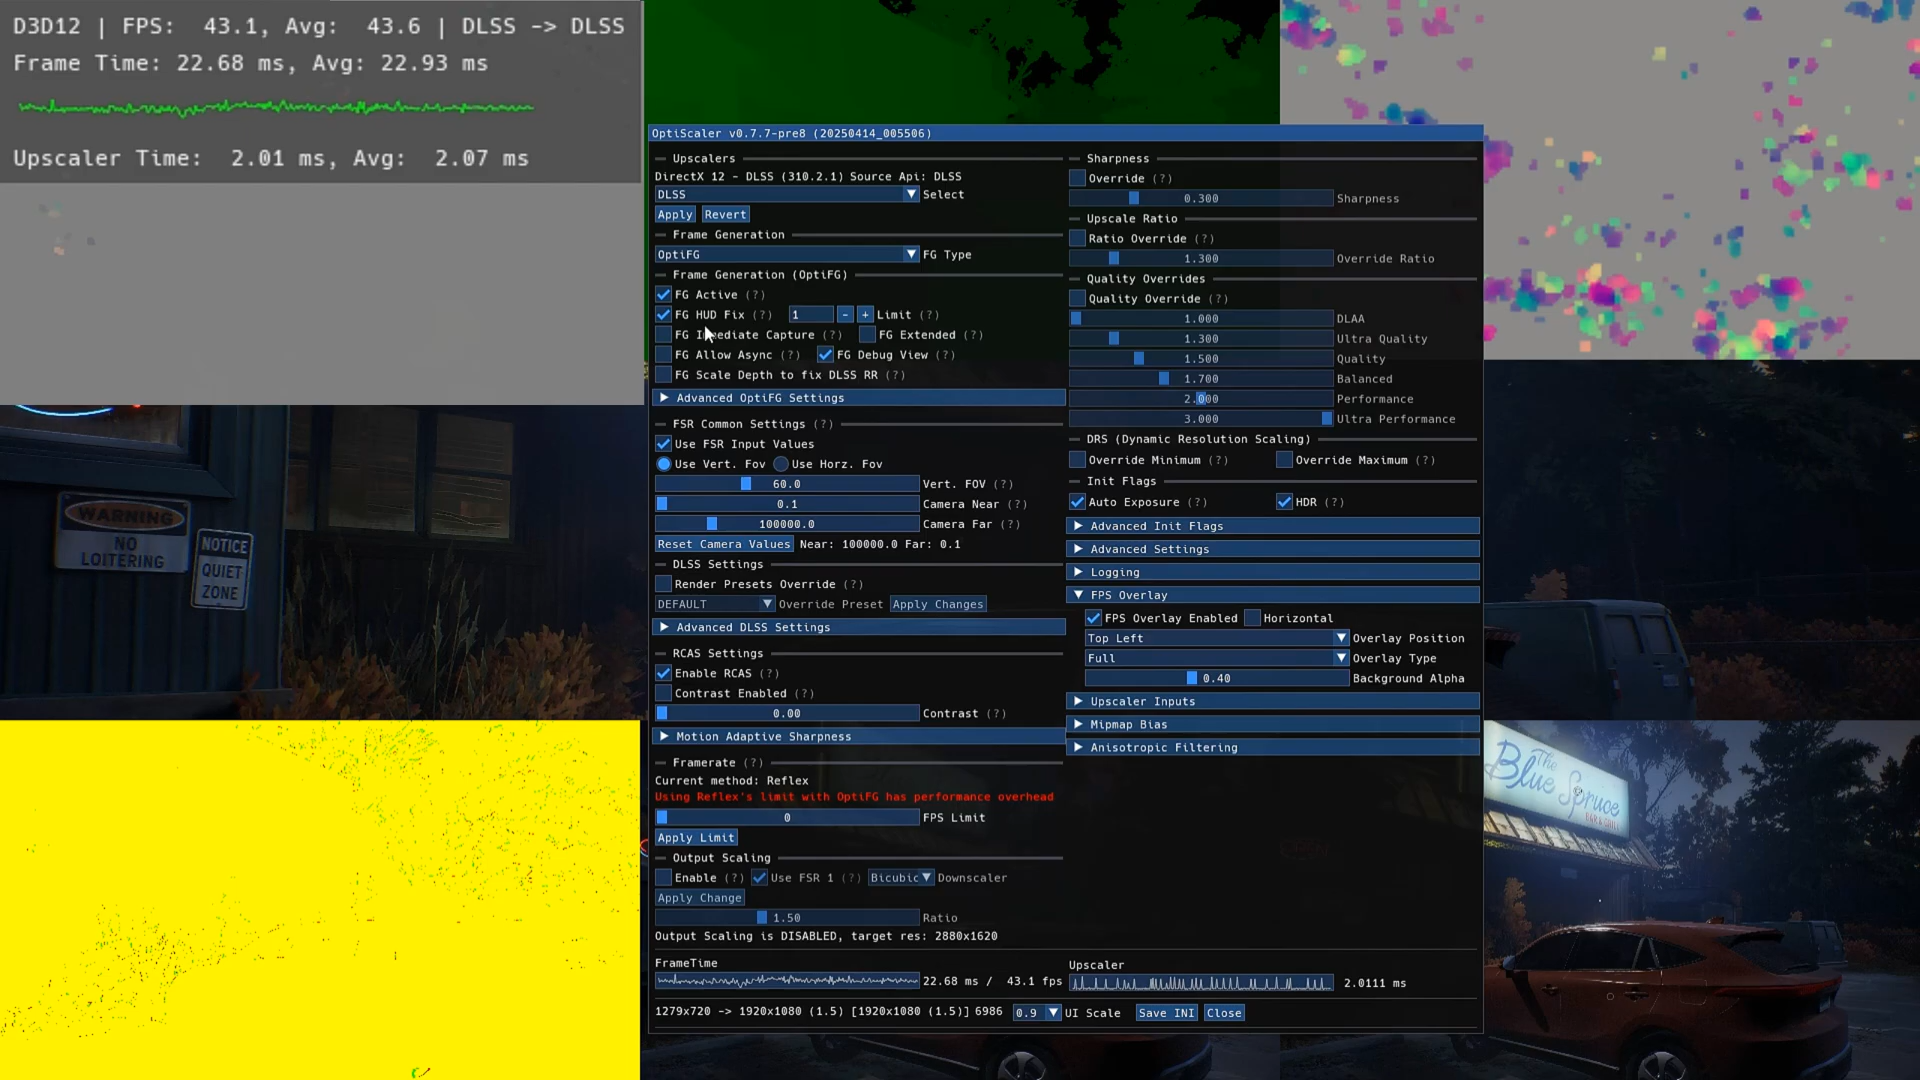 D3D12 | FPS: 43.1, Avg: 43.6 | DLSS -> DLSS
Frame Time: 22.68 ms, Avg: 22.93 ms
Upscaler Time: 2.01 ms, Avg: 2.07 ms
WARNING
NO
LOITERING
NOTICE
QUIET
ZONE
OptiScaler v0.7.7-pre8 (20250414_005506)
Upscalers
DirectX 12 - DLSS (310.2.1) Source Api: DLSS
DLSS Select
Apply Revert
Frame Generation
OptiFG FG Type
Frame Generation (OptiFG)
FG Active (?)
FG HUD Fix (?) 1 - + Limit (?)
FG Immediate Capture (?) FG Extended (?)
FG Allow Async (?) FG Debug View (?)
FG Scale Depth to fix DLSS RR (?)
Advanced OptiFG Settings
FSR Common Settings (?)
Use FSR Input Values
Use Vert. Fov Use Horz. Fov
60.0 Vert. FOV (?)
0.1 Camera Near (?)
100000.0 Camera Far (?)
Reset Camera Values Near: 100000.0 Far: 0.1
DLSS Settings
Render Presets Override (?)
DEFAULT Override Preset Apply Changes
Advanced DLSS Settings
RCAS Settings
Enable RCAS (?)
Contrast Enabled (?)
0.00 Contrast (?)
Motion Adaptive Sharpness
Framerate (?)
Current method: Reflex
Using Reflex's limit with OptiFG has performance overhead
0 FPS Limit
Apply Limit
Output Scaling
Enable (?) Use FSR 1 (?) Bicubic Downscaler
Apply Change
1.50 Ratio
Output Scaling is DISABLED, target res: 2880x1620
FrameTime
22.68 ms / 43.1 fps
Sharpness
Override (?)
0.300 Sharpness
Upscale Ratio
Ratio Override (?)
1.300 Override Ratio
Quality Overrides
Quality Override (?)
1.000 DLAA
1.300 Ultra Quality
1.500 Quality
1.700 Balanced
2.000 Performance
3.000 Ultra Performance
DRS (Dynamic Resolution Scaling)
Override Minimum (?) Override Maximum (?)
Init Flags
Auto Exposure (?) HDR (?)
Advanced Init Flags
Advanced Settings
Logging
FPS Overlay
FPS Overlay Enabled Horizontal
Top Left Overlay Position
Full Overlay Type
0.40 Background Alpha
Upscaler Inputs
Mipmap Bias
Anisotropic Filtering
Upscaler
2.0111 ms
1279x720 -> 1920x1080 (1.5) [1920x1080 (1.5)] 6986 0.9 UI Scale Save INI Close
The
Blue Spruce
BAR & GRILL